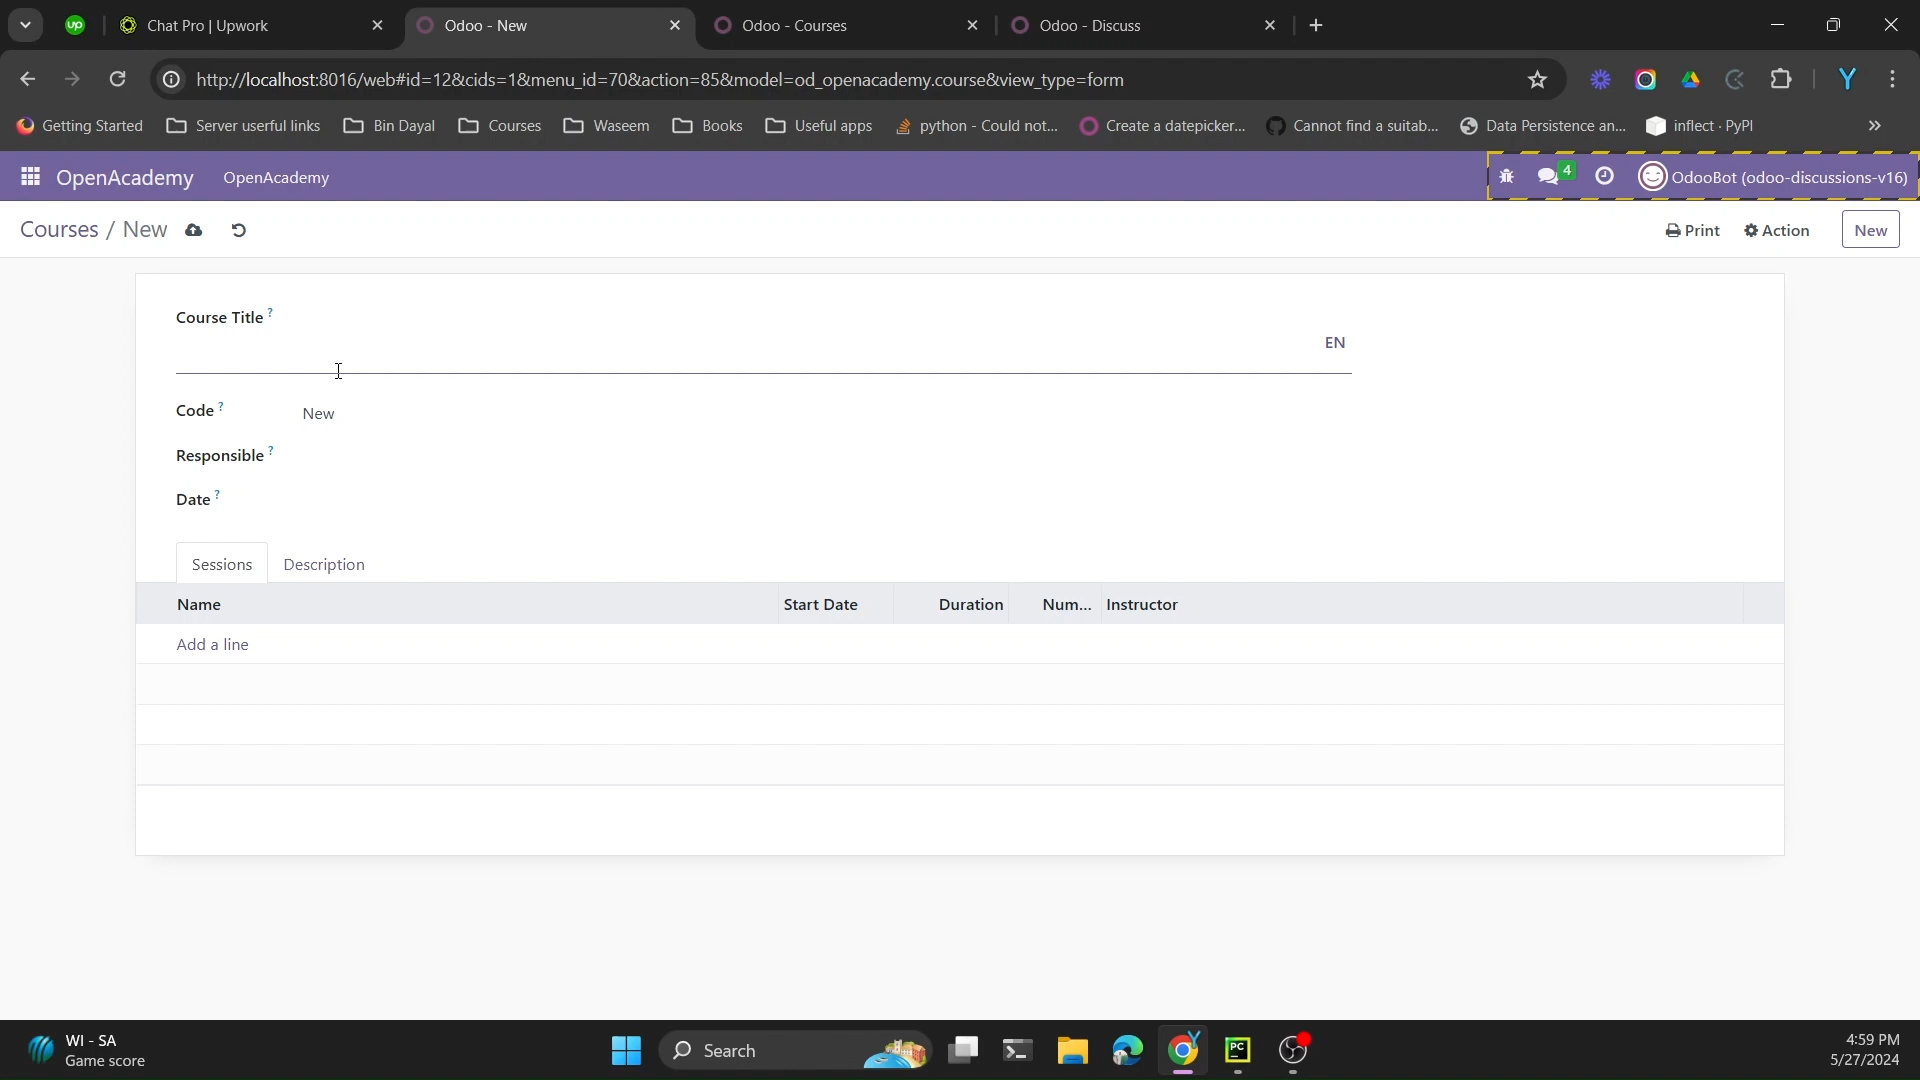 Chat Pro | Upwork
Odoo - New
Odoo - Courses
Odoo - Discuss
http://localhost:8016/web#id=12&cids=1&menu_id=70&action=85&model=od_openacademy.course&view_type=form
Getting Started
Server userful links
Bin Dayal
Courses
Waseem
Books
Useful apps
python - Could not...
Create a datepicker...
Cannot find a suitab...
Data Persistence an...
inflect · PyPI
»
OpenAcademy
OpenAcademy
4
OdooBot (odoo-discussions-v16)
Courses / New
Print
Action
New
Course Title ?
EN
Code ?
New
Responsible ?
Date ?
Sessions
Description
Name
Start Date
Duration
Num...
Instructor
Add a line
WI - SA
Game score
Search
PC
4:59 PM
5/27/2024